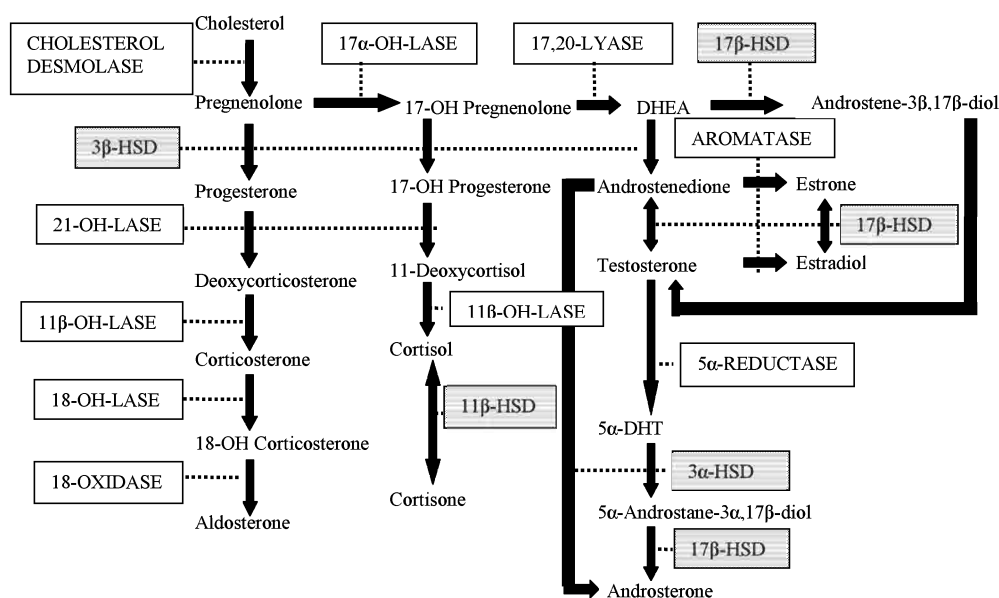 Cholesterol
CHOLESTEROL
DESMOLASE
17α-OH-LASE
17,20-LYASE
17β-HSD
Pregnenolone
17-OH Pregnenolone
DHEA
Androstene-3β,17β-diol
3β-HSD
AROMATASE
Progesterone
17-OH Progesterone
Androstenedione
Estrone
21-OH-LASE
17β-HSD
Deoxycorticosterone
11-Deoxycortisol
Testosterone
Estradiol
11β-OH-LASE
11ß-OH-LASE
Corticosterone
Cortisol
5α-REDUCTASE
18-OH-LASE
11β-HSD
18-OH Corticosterone
5α-DHT
18-OXIDASE
3α-HSD
Cortisone
Aldosterone
5α-Androstane-3α,17β-diol
17β-HSD
Androsterone